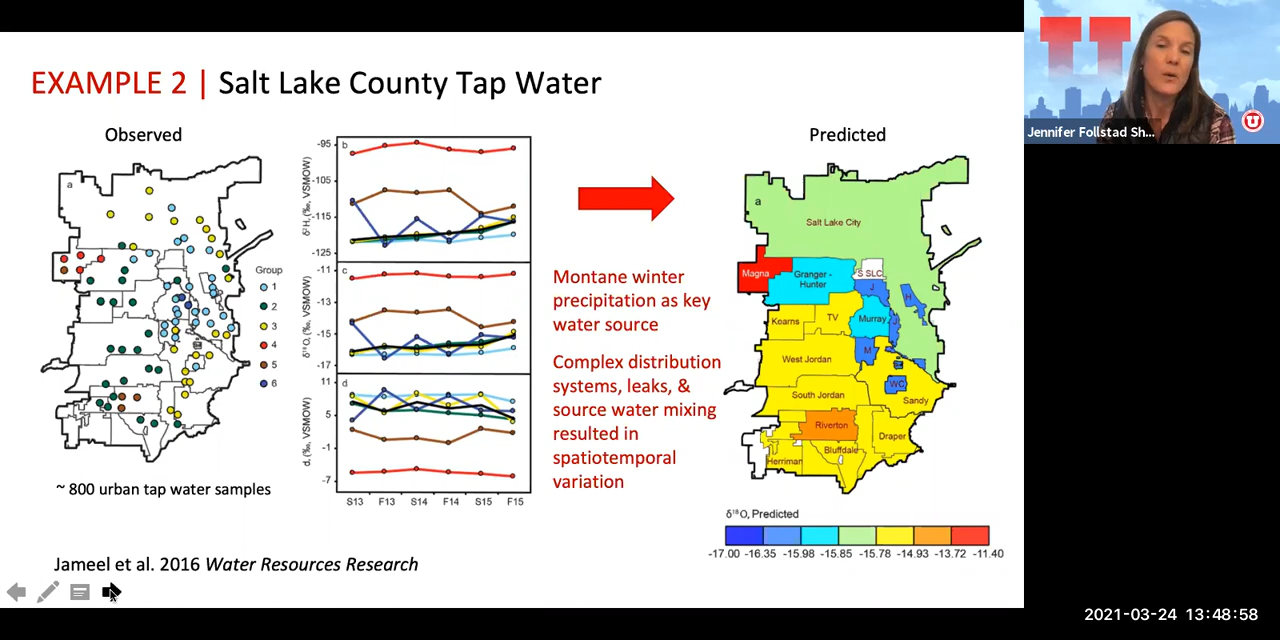 EXAMPLE 2 | Salt Lake County Tap Water
Observed
a
Group
1
2
3
4
5
6
~ 800 urban tap water samples
b
-95
-105
-115
-125
δ²H, (‰, VSMOW)
c
-11
-13
-15
-17
δ¹⁸O, (‰, VSMOW)
d
11
5
-1
-7
d, (‰, VSMOW)
S13 F13 S14 F14 S15 F15
Montane winter
precipitation as key
water source
Complex distribution
systems, leaks, &
source water mixing
resulted in
spatiotemporal
variation
Predicted
a
Salt Lake City
Magna
Granger -
Hunter
S SLC
J
H
Kearns
TV
Murray
West Jordan
M
WC
South Jordan
Sandy
Riverton
Draper
Bluffdale
Herriman
δ¹⁸O, Predicted
-17.00 -16.35 -15.98 -15.85 -15.78 -14.93 -13.72 -11.40
Jameel et al. 2016 Water Resources Research
Jennifer Follstad Sh...
U
2021-03-24 13:48:58